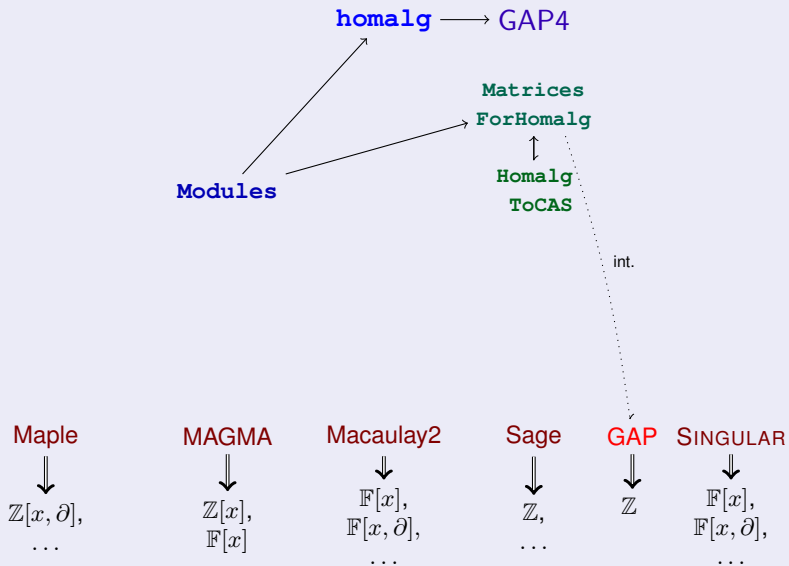 homalg GAP4
Matrices
ForHomalg
Modules
Homalg
ToCAS
int.
Maple MAGMA Macaulay2 Sage GAP SINGULAR
ℤ[x, ∂], ℤ[x], 𝔽[x], ℤ, ℤ 𝔽[x],
... 𝔽[x] 𝔽[x, ∂], ... 𝔽[x, ∂],
... ...